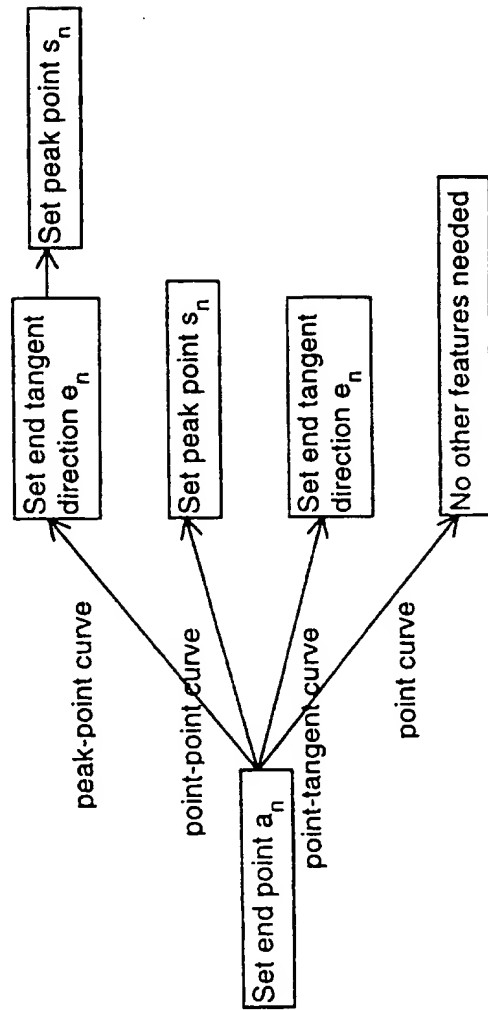 Set end point a_n
peak-point curve
Set end tangent
direction e_n
Set peak point s_n
point-point curve
Set peak point s_n
point-tangent curve
Set end tangent
direction e_n
point curve
No other features needed